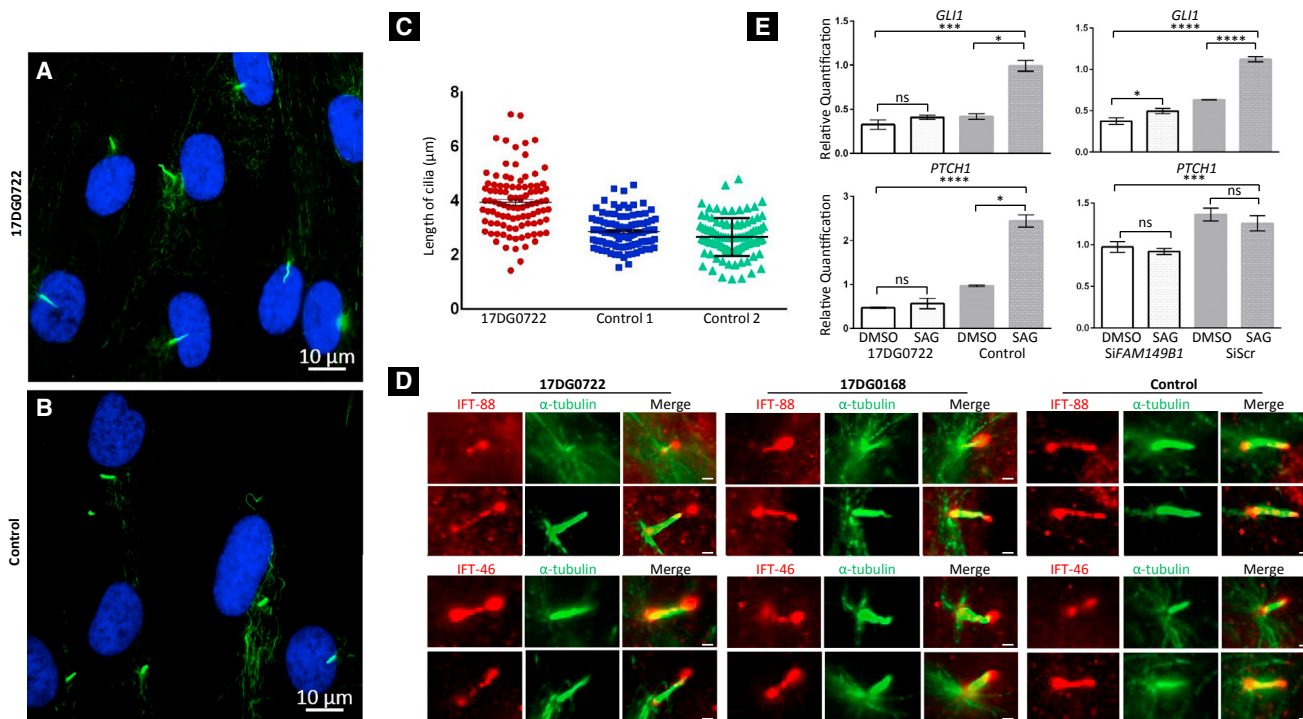 A
17DG0722
10 µm
B
Control
10 µm
C
Length of cilia (µm)
8
6
4
2
0
17DG0722 Control 1 Control 2
E
GLI1
***
*
ns
Relative Quantification
1.5
1.0
0.5
0.0
GLI1
****
****
*
1.5
1.0
0.5
0.0
PTCH1
****
*
ns
Relative Quantification
3
2
1
0
DMSO SAG DMSO SAG
17DG0722 Control
PTCH1
***
ns
ns
1.5
1.0
0.5
0.0
DMSO SAG DMSO SAG
SiFAM149B1 SiScr
D
17DG0722 17DG0168 Control
IFT-88 α-tubulin Merge IFT-88 α-tubulin Merge IFT-88 α-tubulin Merge
IFT-46 α-tubulin Merge IFT-46 α-tubulin Merge IFT-46 α-tubulin Merge